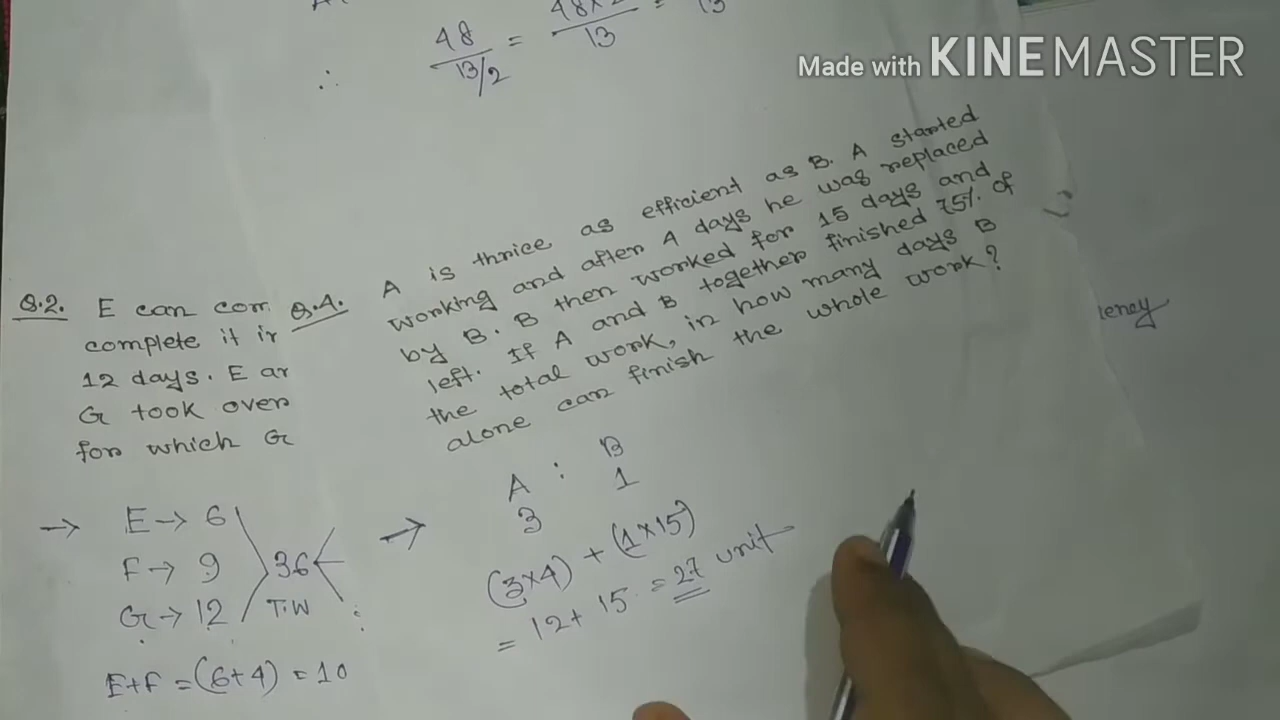 48/13/2 = 48×2/13 = 13
∴
Made with KINEMASTER
Q.2. E can com
complete it in
12 days. E ar
G took over
for which G
→ E → 6
F → 9
G → 12
36
T.W
E+F = (6+4) = 10
Q.4. A is thrice as efficient as B. A started
working and after 4 days he was replaced
by B. B then worked for 15 days and
left. If A and B together finished 75% of
the total work, in how many days B
alone can finish the whole work?
→ A : B
3 1
(3×4) + (1×15)
= 12 + 15 = 27 unit
iency